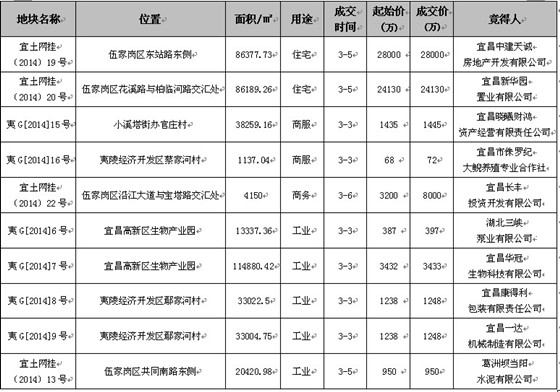 地块名称 位置 面积/㎡ 用途 成交时间 起始价(万) 成交价(万) 竞得人
宜土网挂(2014)19号 伍家岗区东站路东侧 86377.73 住宅 3-5 28000 28000 宜昌中建天诚房地产开发有限公司
宜土网挂(2014)20号 伍家岗区花溪路与柏临河路交汇处 86189.26 住宅 3-5 24130 24130 宜昌新华园置业有限公司
夷G[2014]15号 小溪塔街办官庄村 38259.16 商服 3-3 1435 1445 宜昌晓曦财鸿资产经营有限责任公司
夷G[2014]16号 夷陵经济开发区蔡家河村 1137.04 商服 3-3 68 72 宜昌市侏罗纪大鲵养殖专业合作社
宜土网挂(2014)22号 伍家岗区沿江大道与宝塔路交汇处 4150 商务 3-6 3200 8000 宜昌长丰投资开发有限公司
夷G[2014]6号 宜昌高新区生物产业园 13337.36 工业 3-3 387 397 湖北三峡泵业有限公司
夷G[2014]7号 宜昌高新区生物产业园 114880.42 工业 3-3 3432 3433 宜昌华冠生物科技有限公司
夷G[2014]8号 夷陵经济开发区鄢家河村 33022.5 工业 3-3 1238 1248 宜昌康得利包装有限责任公司
夷G[2014]9号 夷陵经济开发区鄢家河村 33004.75 工业 3-3 1238 1248 宜昌一达机械制造有限公司
宜土网挂(2014)13号 伍家岗区共同南路东侧 20420.98 工业 3-5 950 950 葛洲坝当阳水泥有限公司